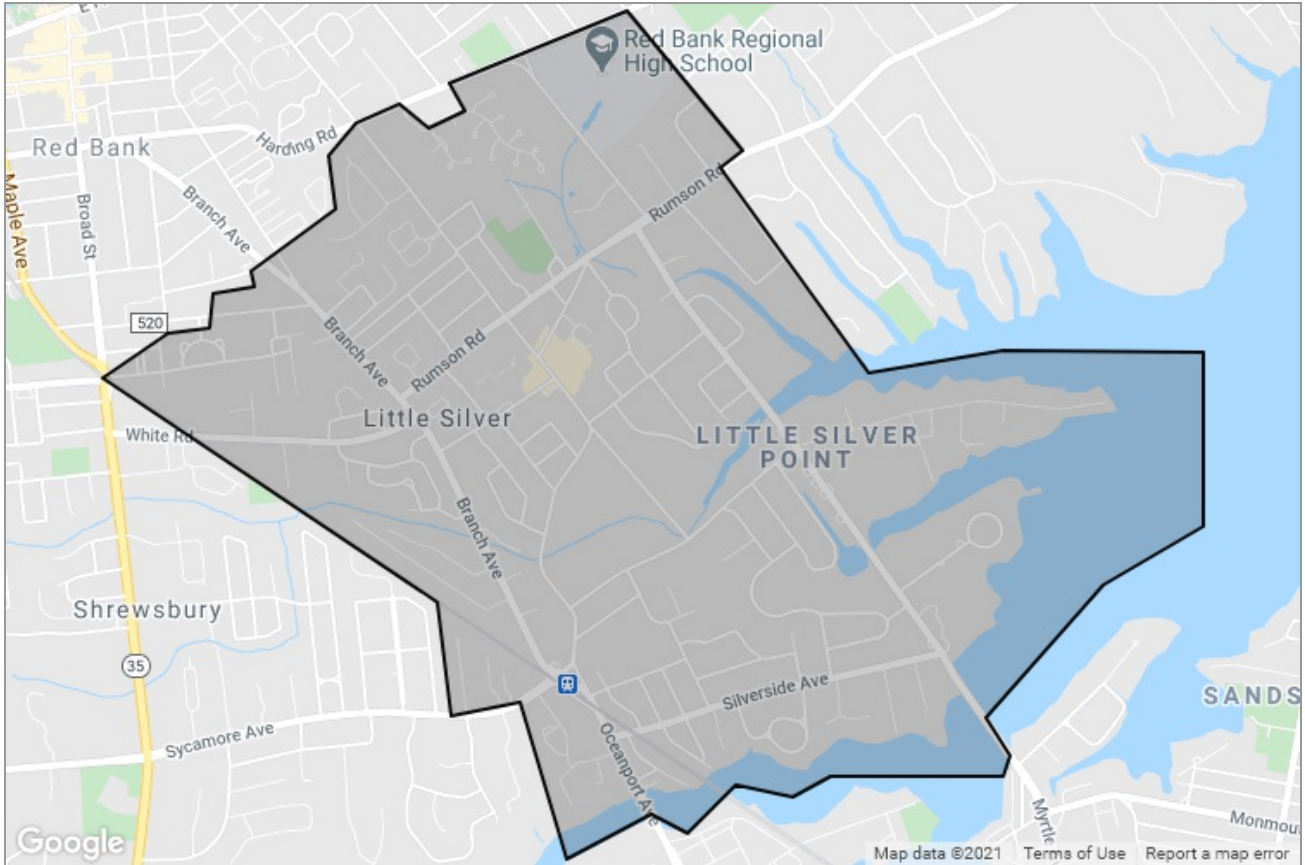 Red Bank Regional
High School
Harding Rd
Red Bank
Maple Ave
Broad St
Branch Ave
Rumson Rd
520
Branch Ave
Rumson Rd
Little Silver
White Rd
LITTLE SILVER
POINT
Branch Ave
Shrewsbury
35
Silverside Ave
SANDS
Sycamore Ave
Oceanport Ave
Myrtle
Monmou
Google
Map data ©2021 Terms of Use Report a map error